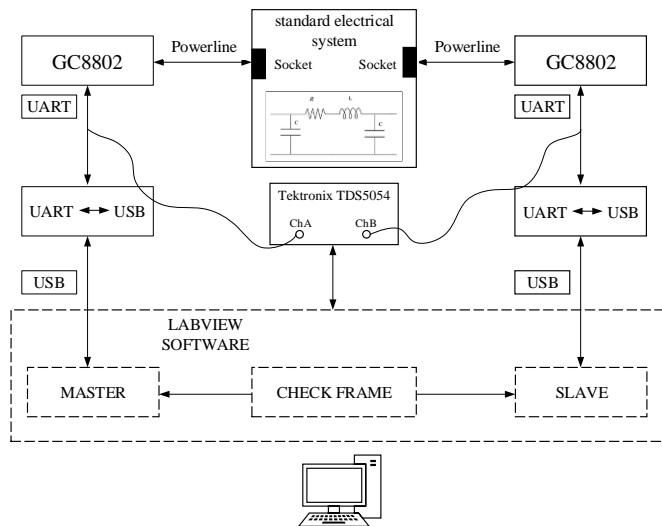 standard electrical
system
Powerline
Powerline
GC8802
Socket
Socket
GC8802
UART
UART
R
L
C
C
Tektronix TDS5054
ChA
ChB
UART
USB
UART
USB
USB
USB
LABVIEW
SOFTWARE
MASTER
CHECK FRAME
SLAVE